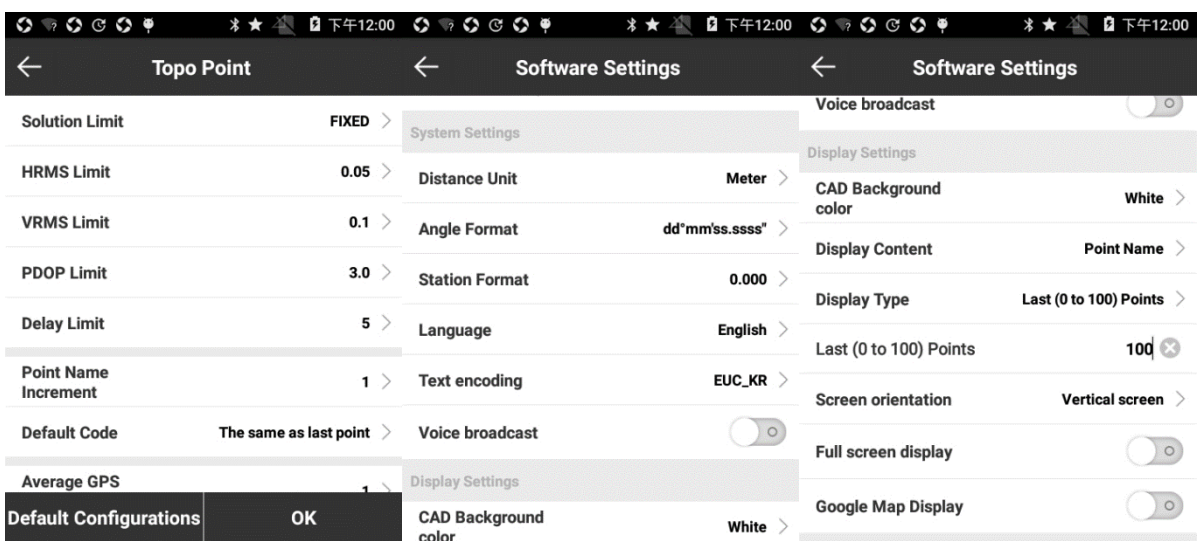 下午12:00
Topo Point
Solution Limit FIXED
HRMS Limit 0.05
VRMS Limit 0.1
PDOP Limit 3.0
Delay Limit 5
Point Name
Increment 1
Default Code The same as last point
Average GPS 1
Default Configurations OK
下午12:00
Software Settings
System Settings
Distance Unit Meter
Angle Format dd°mm'ss.ssss"
Station Format 0.000
Language English
Text encoding EUC_KR
Voice broadcast
Display Settings
CAD Background
color White
下午12:00
Software Settings
Voice broadcast
Display Settings
CAD Background
color White
Display Content Point Name
Display Type Last (0 to 100) Points
Last (0 to 100) Points 100
Screen orientation Vertical screen
Full screen display
Google Map Display